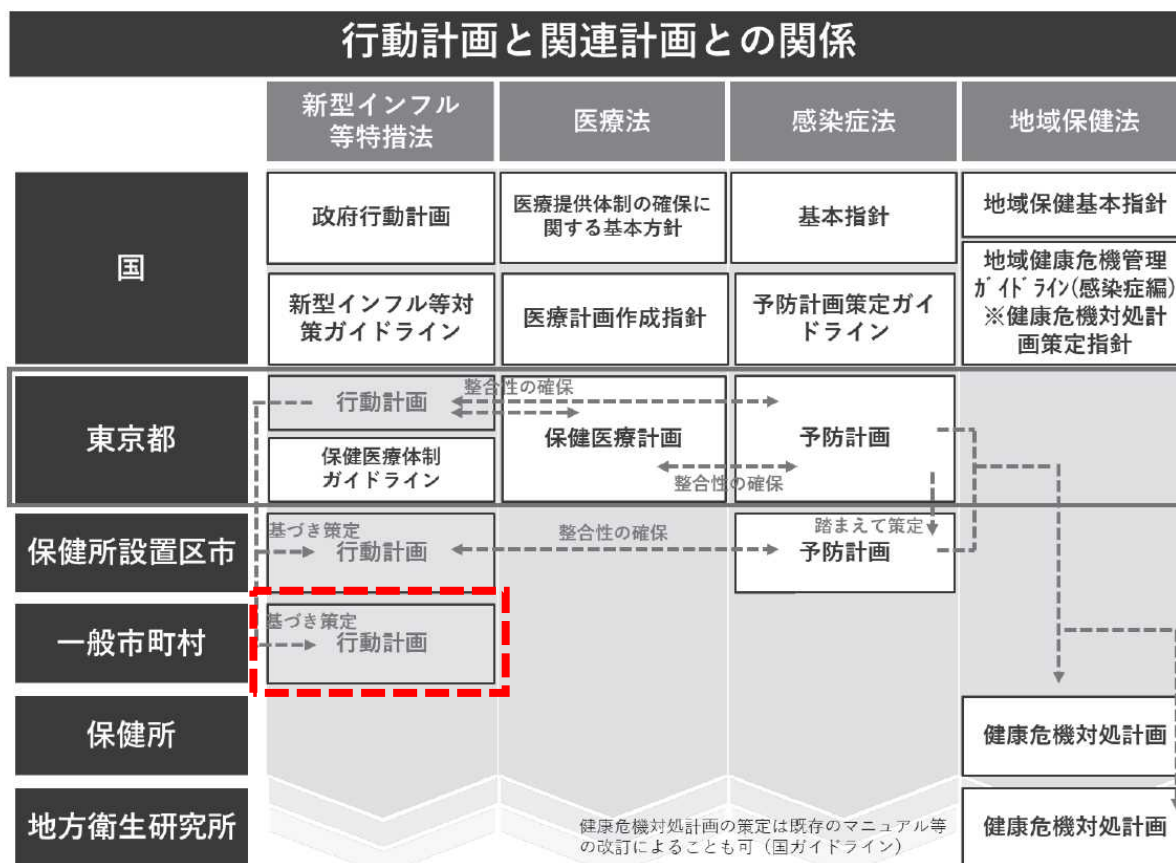 行動計画と関連計画との関係
新型インフル
等特措法
医療法
感染症法
地域保健法
国
政府行動計画
医療提供体制の確保に
関する基本方針
基本指針
地域保健基本指針
新型インフル等対
策ガイドライン
医療計画作成指針
予防計画策定ガイ
ドライン
地域健康危機管理
ｶﾞｲﾄﾞﾗｲﾝ(感染症編)
※健康危機対処計
画策定指針
東京都
行動計画
整合性の確保
保健医療体制
ガイドライン
保健医療計画
予防計画
整合性の確保
保健所設置区市
基づき策定
行動計画
整合性の確保
踏まえて策定
予防計画
一般市町村
基づき策定
行動計画
保健所
健康危機対処計画
地方衛生研究所
健康危機対処計画の策定は既存のマニュアル等
の改訂によることも可（国ガイドライン）
健康危機対処計画